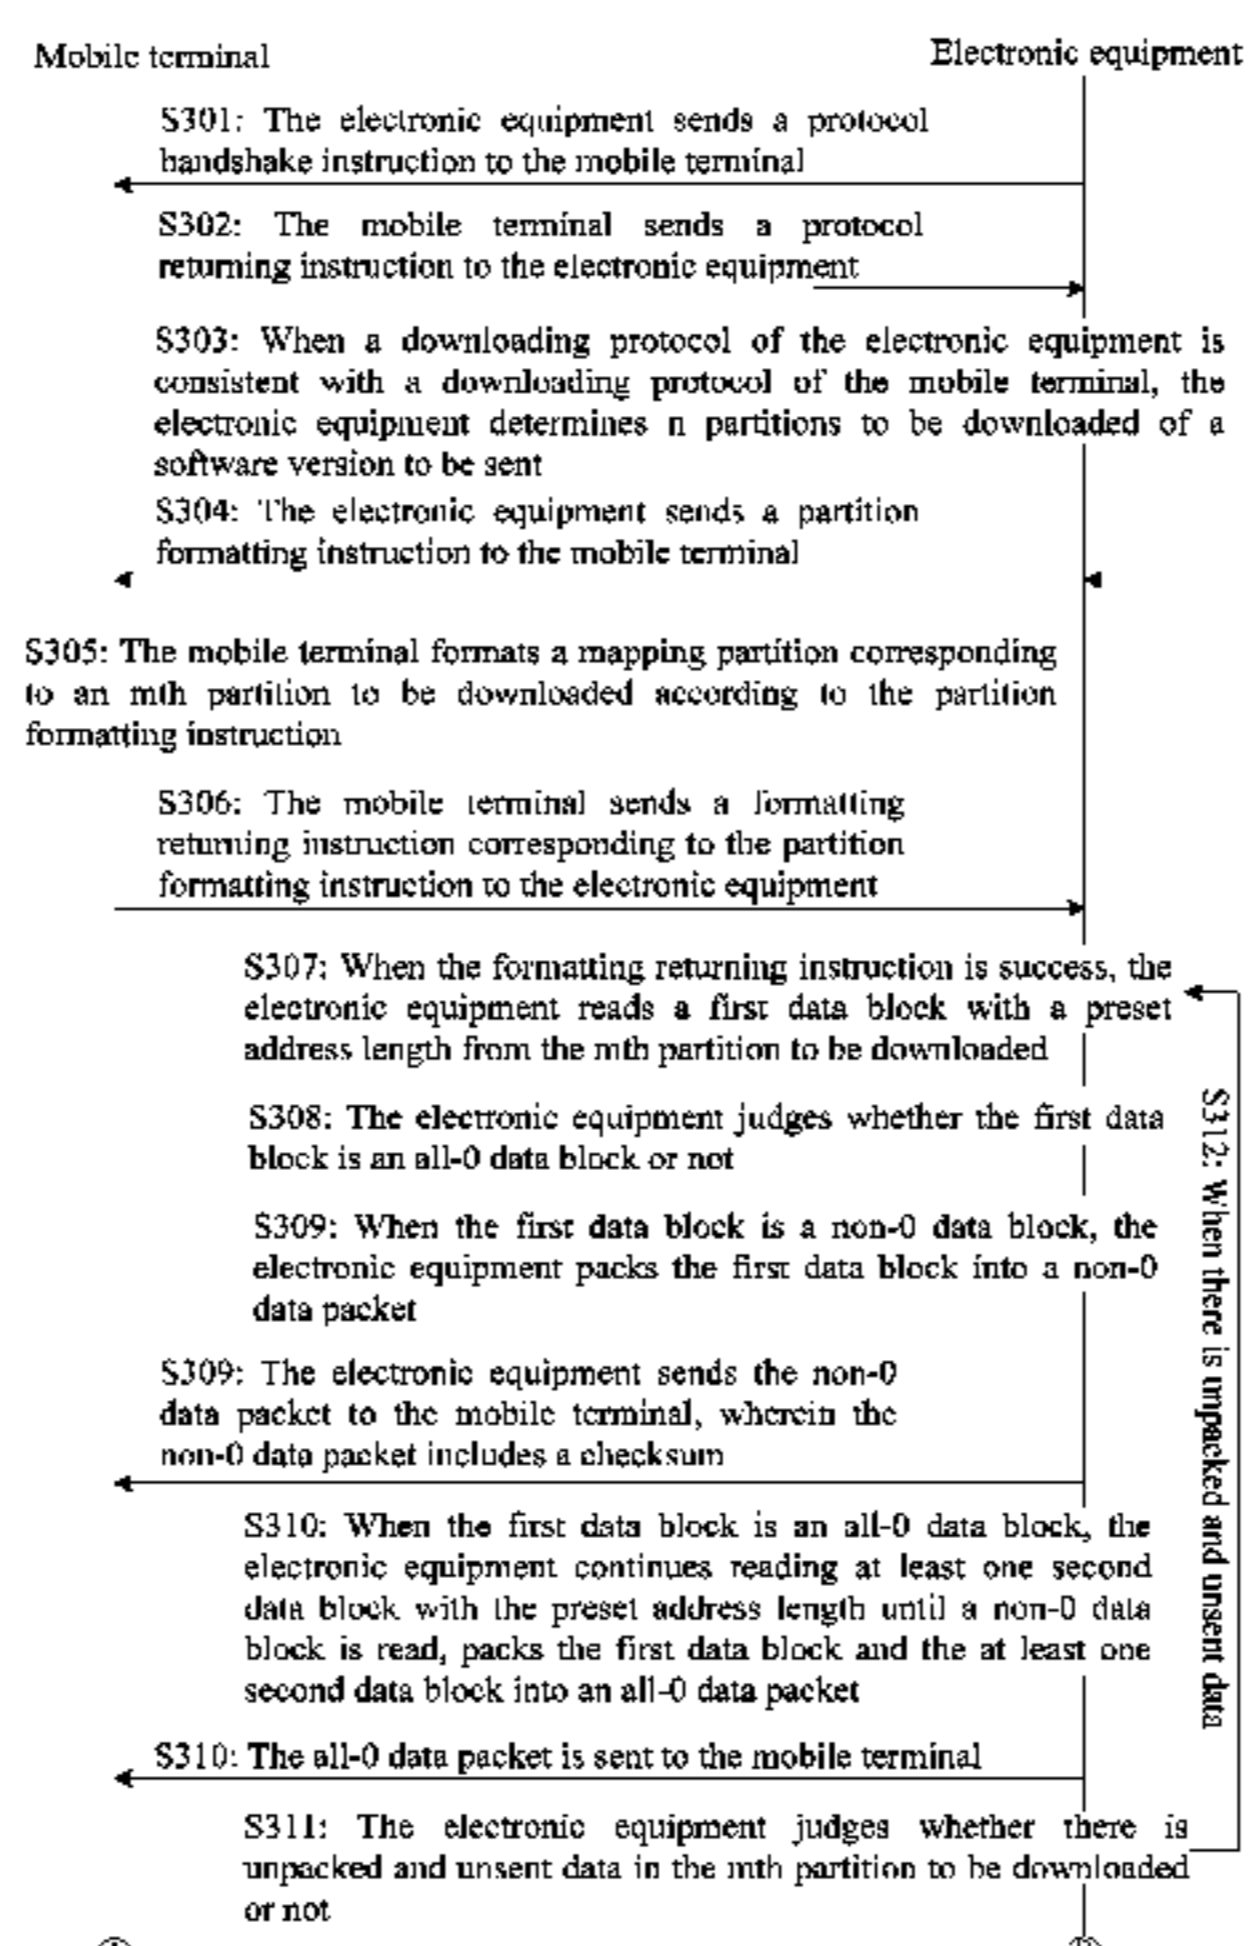 Mobile terminal
Electronic equipment
S301: The electronic equipment sends a protocol
handshake instruction to the mobile terminal
S302: The mobile terminal sends a protocol
returning instruction to the electronic equipment
S303: When a downloading protocol of the electronic equipment is
consistent with a downloading protocol of the mobile terminal, the
electronic equipment determines n partitions to be downloaded of a
software version to be sent
S304: The electronic equipment sends a partition
formatting instruction to the mobile terminal
S305: The mobile terminal formats a mapping partition corresponding
to an mth partition to be downloaded according to the partition
formatting instruction
S306: The mobile terminal sends a formatting
returning instruction corresponding to the partition
formatting instruction to the electronic equipment
S307: When the formatting returning instruction is success, the
electronic equipment reads a first data block with a preset
address length from the mth partition to be downloaded
S308: The electronic equipment judges whether the first data
block is an all-0 data block or not
S309: When the first data block is a non-0 data block, the
electronic equipment packs the first data block into a non-0
data packet
S309: The electronic equipment sends the non-0
data packet to the mobile terminal, wherein the
non-0 data packet includes a checksum
S310: When the first data block is an all-0 data block, the
electronic equipment continues reading at least one second
data block with the preset address length until a non-0 data
block is read, packs the first data block and the at least one
second data block into an all-0 data packet
S310: The all-0 data packet is sent to the mobile terminal
S311: The electronic equipment judges whether there is
unpacked and unsent data in the mth partition to be downloaded
or not
S312: When there is unpacked and unsent data